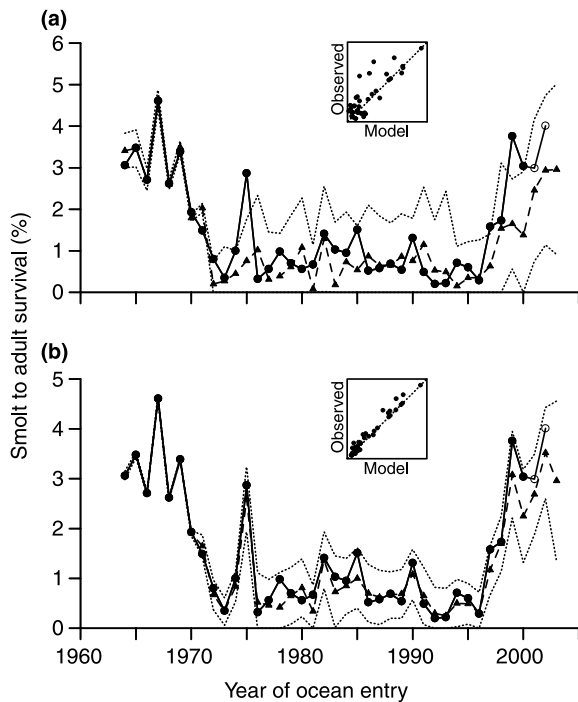 (a)
6
5
4
3
2
1
0
Observed
Model
Smolt to adult survival (%)
(b)
5
4
3
2
1
0
Observed
Model
1960
1970
1980
1990
2000
Year of ocean entry